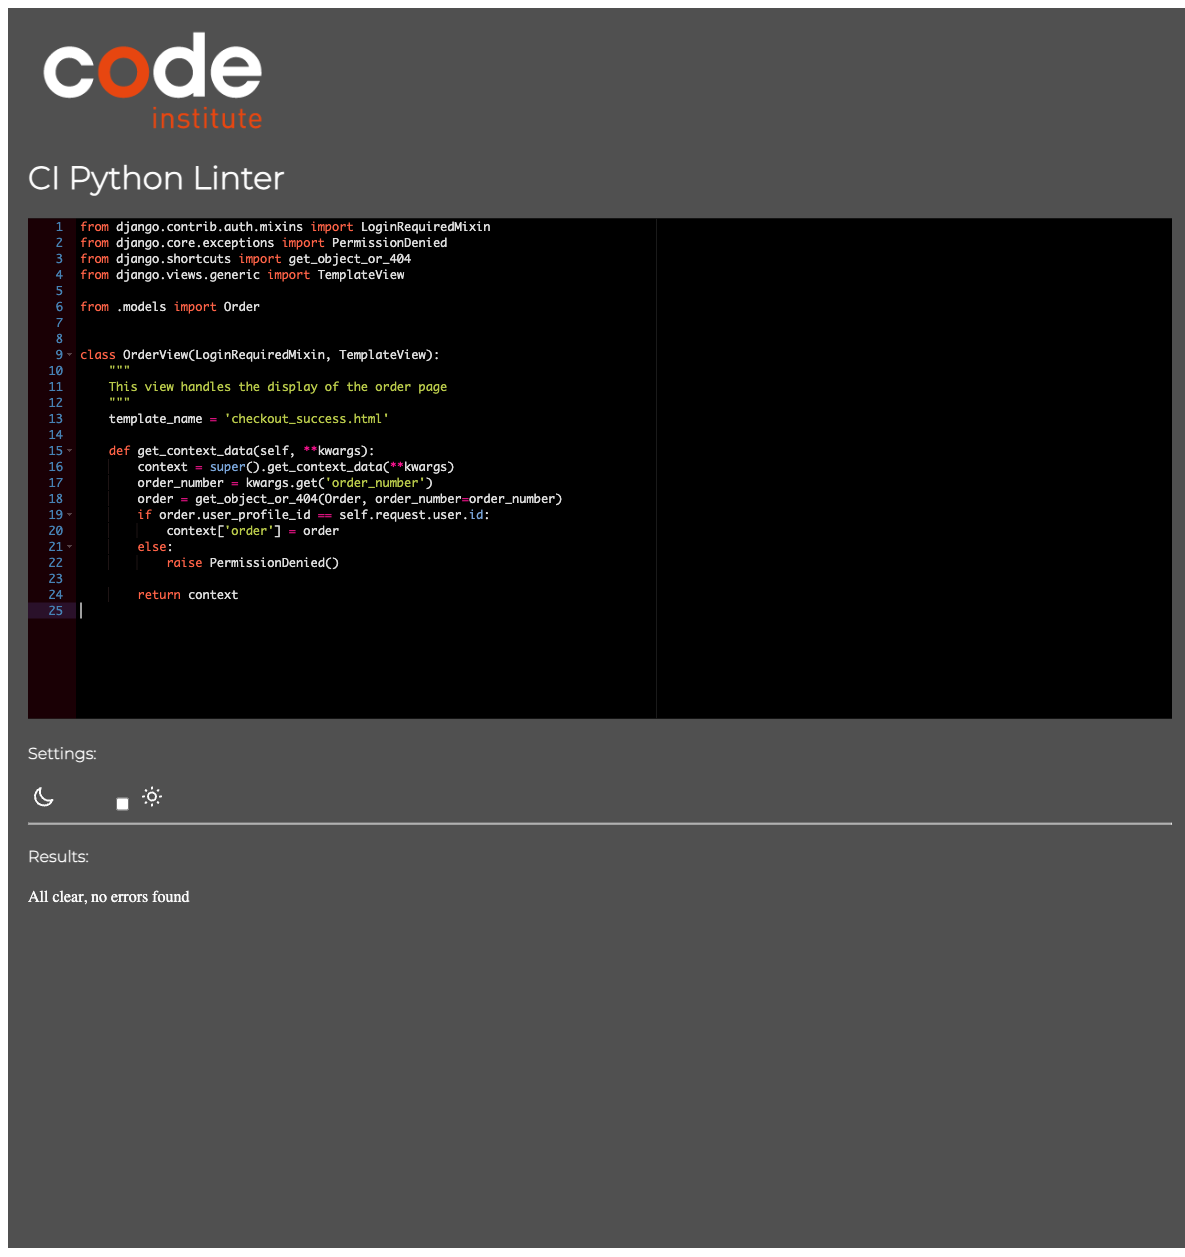 code
institute
CI Python Linter
1 from django.contrib.auth.mixins import LoginRequiredMixin
2 from django.core.exceptions import PermissionDenied
3 from django.shortcuts import get_object_or_404
4 from django.views.generic import TemplateView
5
6 from .models import Order
7
8
9 class OrderView(LoginRequiredMixin, TemplateView):
10     """
11     This view handles the display of the order page
12     """
13     template_name = 'checkout_success.html'
14
15     def get_context_data(self, **kwargs):
16         context = super().get_context_data(**kwargs)
17         order_number = kwargs.get('order_number')
18         order = get_object_or_404(Order, order_number=order_number)
19         if order.user_profile_id == self.request.user.id:
20             context['order'] = order
21         else:
22             raise PermissionDenied()
23
24         return context
25
Settings:
Results:
All clear, no errors found